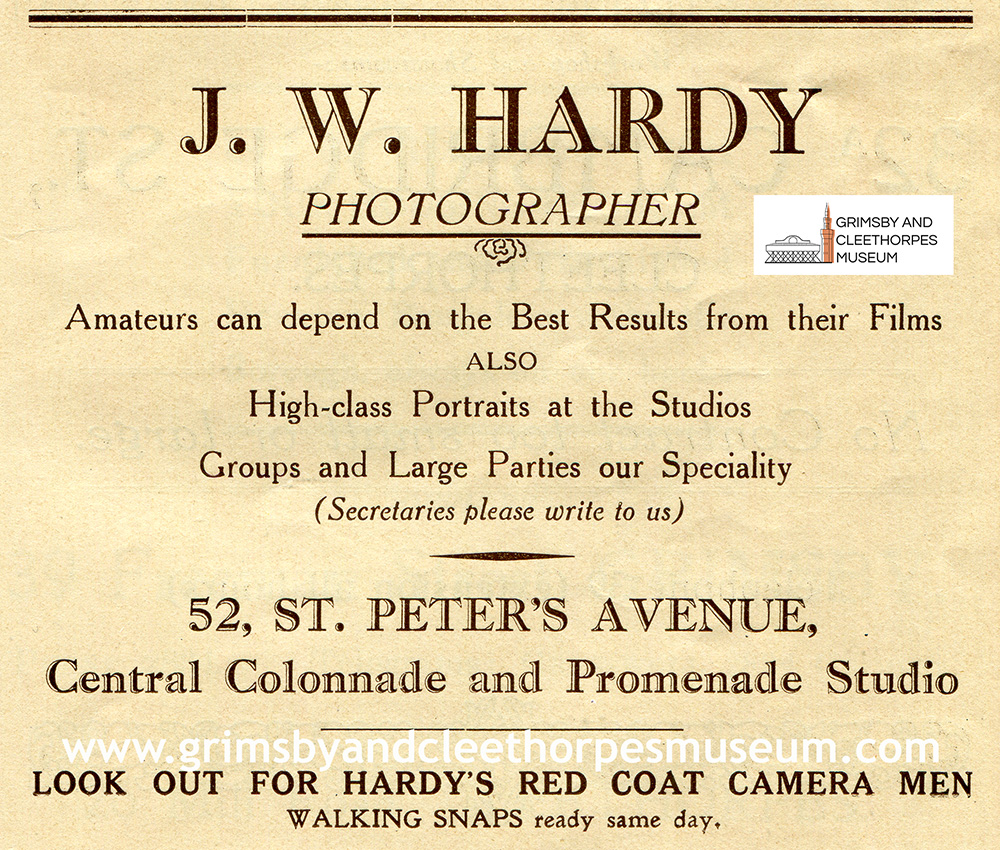 J. W. HARDY
PHOTOGRAPHER
GRIMSBY AND
CLEETHORPES
MUSEUM
Amateurs can depend on the Best Results from their Films
ALSO
High-class Portraits at the Studios
Groups and Large Parties our Speciality
(Secretaries please write to us)
52, ST. PETER'S AVENUE,
Central Colonnade and Promenade Studio
www.grimsbyandcleethorpesmuseum.com
LOOK OUT FOR HARDY'S RED COAT CAMERA MEN
WALKING SNAPS ready same day.